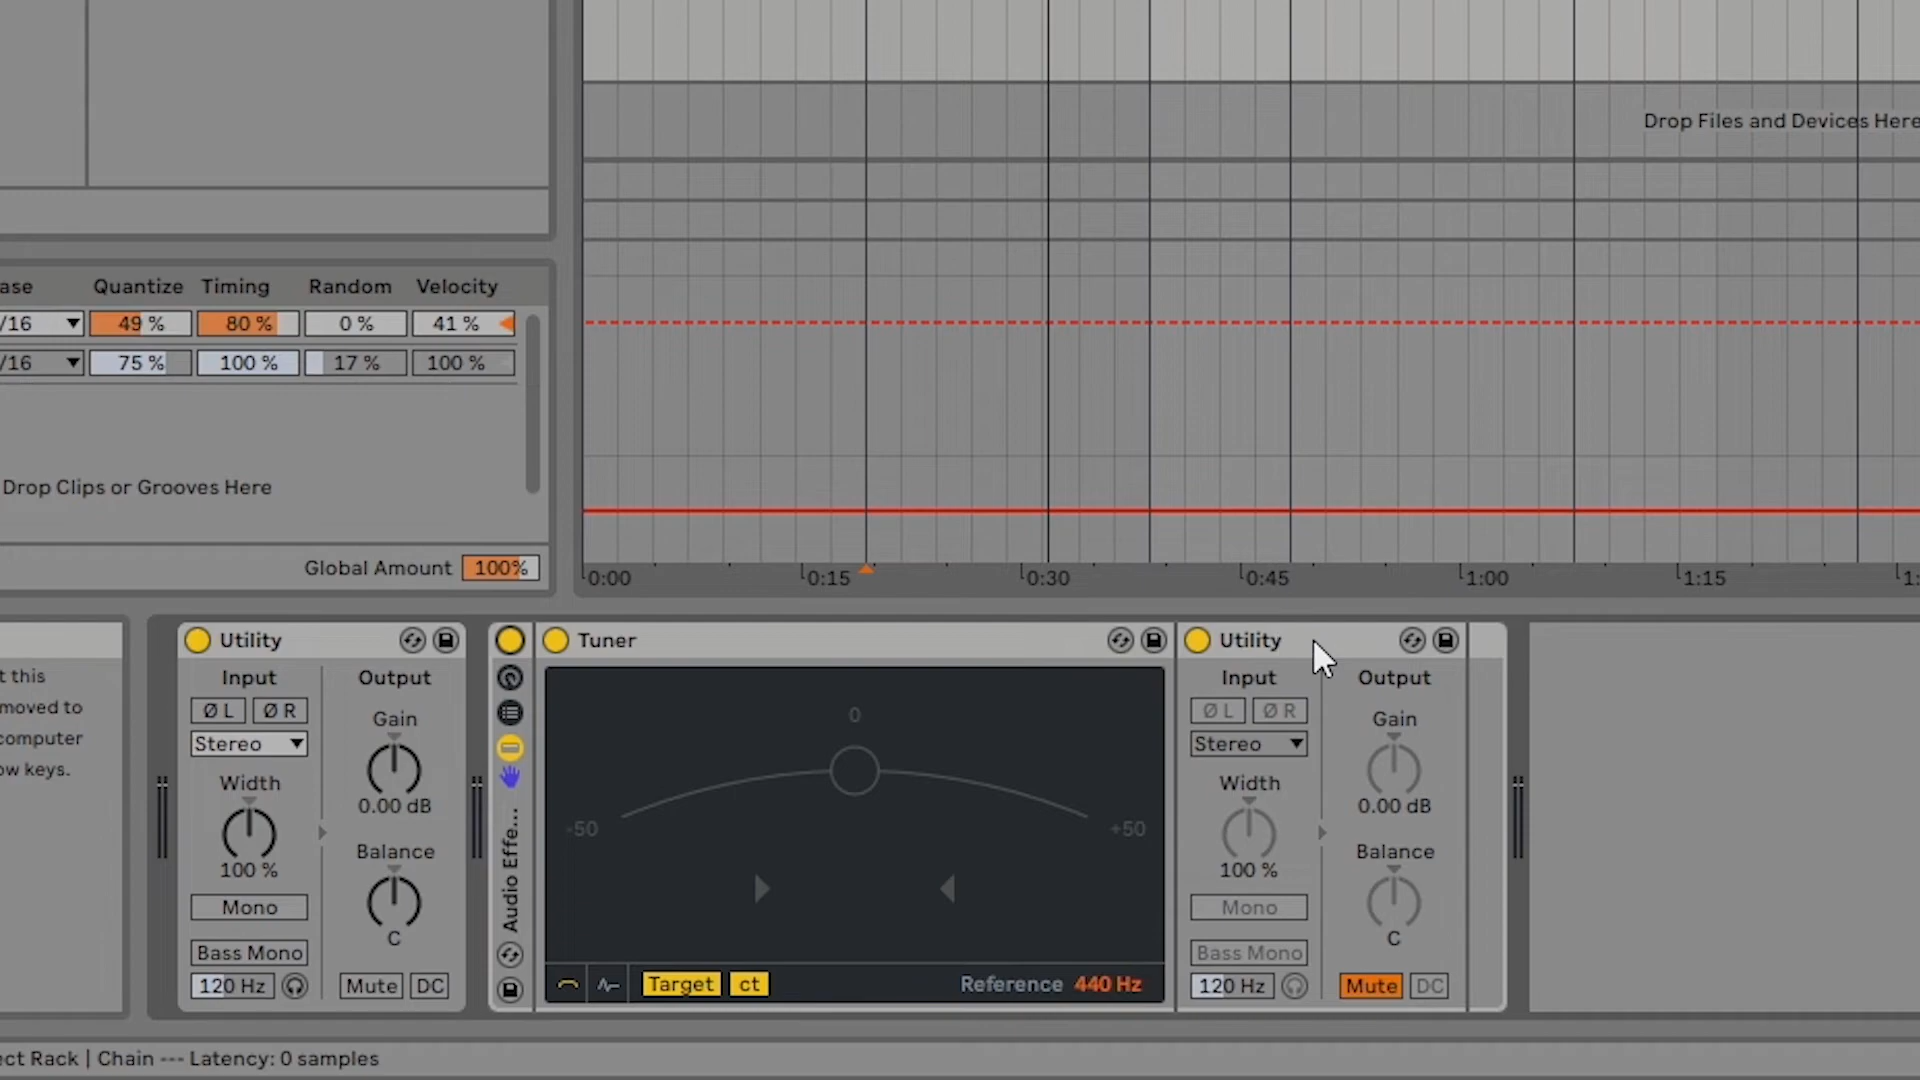 Drop Files and Devices Here
ase Quantize Timing Random Velocity
/16 49 % 80 % 0 % 41 %
/16 75 % 100 % 17 % 100 %
Drop Clips or Grooves Here
Global Amount 100%
0:00 0:15 0:30 0:45 1:00 1:15 1:
t this
moved to
computer
ow keys.
Utility
Input Output
Ø L Ø R
Gain
Stereo
0.00 dB
Width
100 %
Balance
C
Mono
Bass Mono
120 Hz
Mute DC
Audio Effe...
Tuner
0
-50 +50
Target ct Reference 440 Hz
Utility
Input Output
Ø L Ø R
Gain
Stereo
0.00 dB
Width
100 %
Balance
C
Mono
Bass Mono
120 Hz
Mute DC
ect Rack | Chain --- Latency: 0 samples